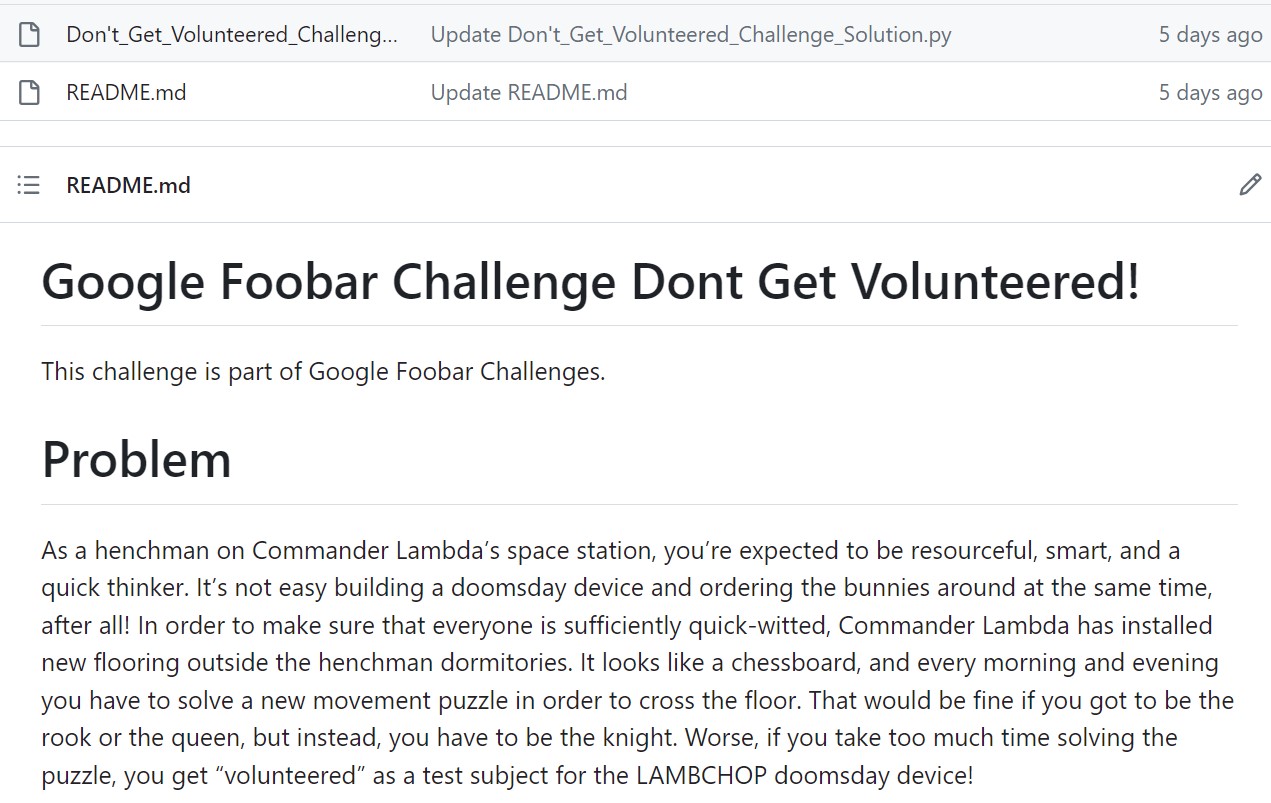 Don't_Get_Volunteered_Challeng... Update Don't_Get_Volunteered_Challenge_Solution.py 5 days ago
README.md Update README.md 5 days ago
README.md
Google Foobar Challenge Dont Get Volunteered!
This challenge is part of Google Foobar Challenges.
Problem
As a henchman on Commander Lambda’s space station, you’re expected to be resourceful, smart, and a
quick thinker. It’s not easy building a doomsday device and ordering the bunnies around at the same time,
after all! In order to make sure that everyone is sufficiently quick-witted, Commander Lambda has installed
new flooring outside the henchman dormitories. It looks like a chessboard, and every morning and evening
you have to solve a new movement puzzle in order to cross the floor. That would be fine if you got to be the
rook or the queen, but instead, you have to be the knight. Worse, if you take too much time solving the
puzzle, you get “volunteered” as a test subject for the LAMBCHOP doomsday device!